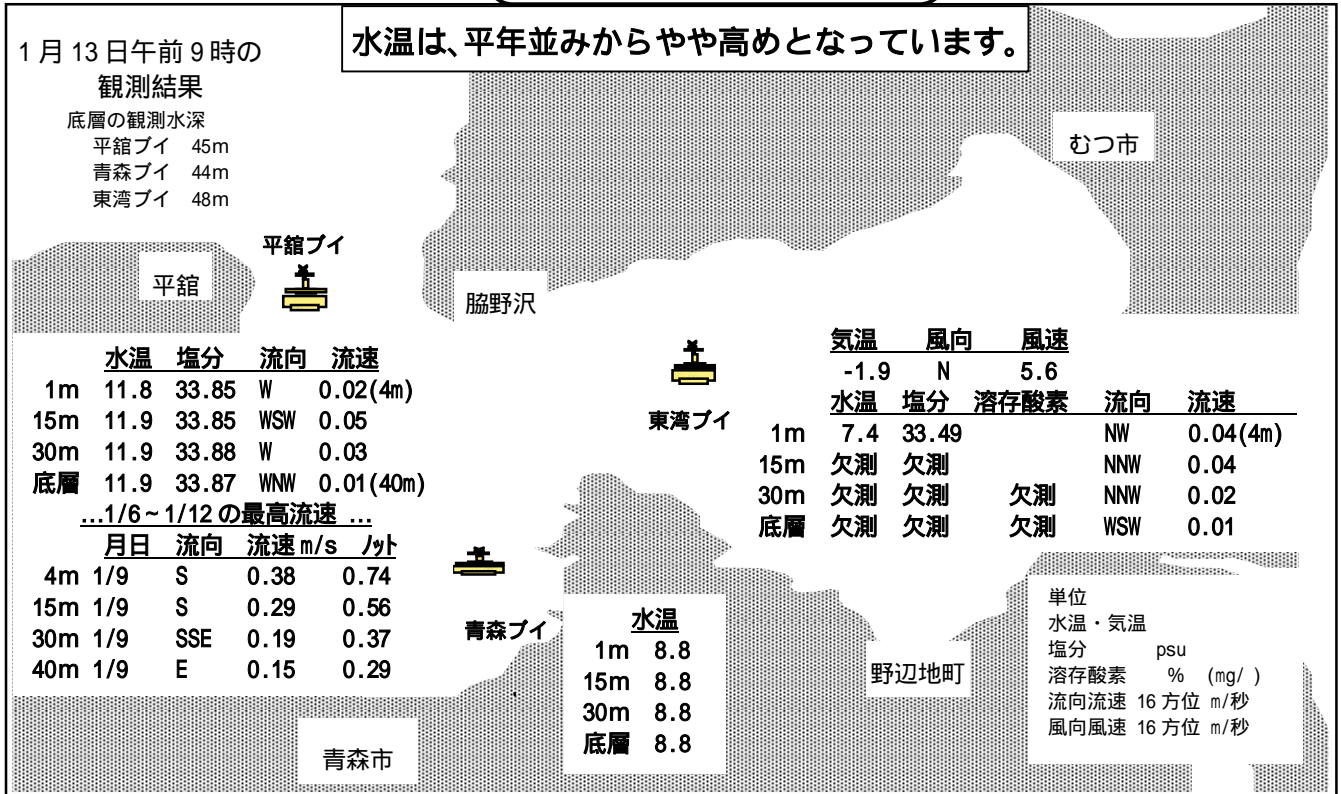 水温は、平年並みからやや高めとなっています。
1月13日午前9時の
観測結果
底層の観測水深
平舘ブイ 45m
青森ブイ 44m
東湾ブイ 48m
むつ市
平舘ブイ
平舘
脇野沢
水温 塩分 流向 流速
1m 11.8 33.85 W 0.02(4m)
15m 11.9 33.85 WSW 0.05
30m 11.9 33.88 W 0.03
底層 11.9 33.87 WNW 0.01(40m)
…1/6~1/12の最高流速 …
月日 流向 流速m/s ノット
4m 1/9 S 0.38 0.74
15m 1/9 S 0.29 0.56
30m 1/9 SSE 0.19 0.37
40m 1/9 E 0.15 0.29
東湾ブイ
気温 風向 風速
-1.9 N 5.6
水温 塩分 溶存酸素 流向 流速
1m 7.4 33.49 NW 0.04(4m)
15m 欠測 欠測 NNW 0.04
30m 欠測 欠測 欠測 NNW 0.02
底層 欠測 欠測 欠測 WSW 0.01
青森ブイ
水温
1m 8.8
15m 8.8
30m 8.8
底層 8.8
青森市
野辺地町
単位
水温・気温
塩分 psu
溶存酸素 % (mg/ )
流向流速 16方位 m/秒
風向風速 16方位 m/秒